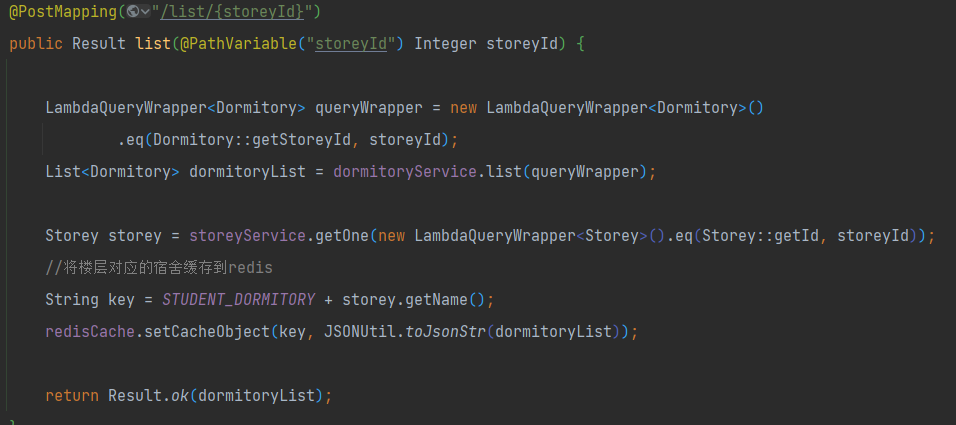 @PostMapping("/list/{storeyId}")
public Result list(@PathVariable("storeyId") Integer storeyId) {
LambdaQueryWrapper<Dormitory> queryWrapper = new LambdaQueryWrapper<Dormitory>()
.eq(Dormitory::getStoreyId, storeyId);
List<Dormitory> dormitoryList = dormitoryService.list(queryWrapper);
Storey storey = storeyService.getOne(new LambdaQueryWrapper<Storey>().eq(Storey::getId, storeyId));
//将楼层对应的宿舍缓存到redis
String key = STUDENT_DORMITORY + storey.getName();
redisCache.setCacheObject(key, JSONUtil.toJsonStr(dormitoryList));
return Result.ok(dormitoryList);
}